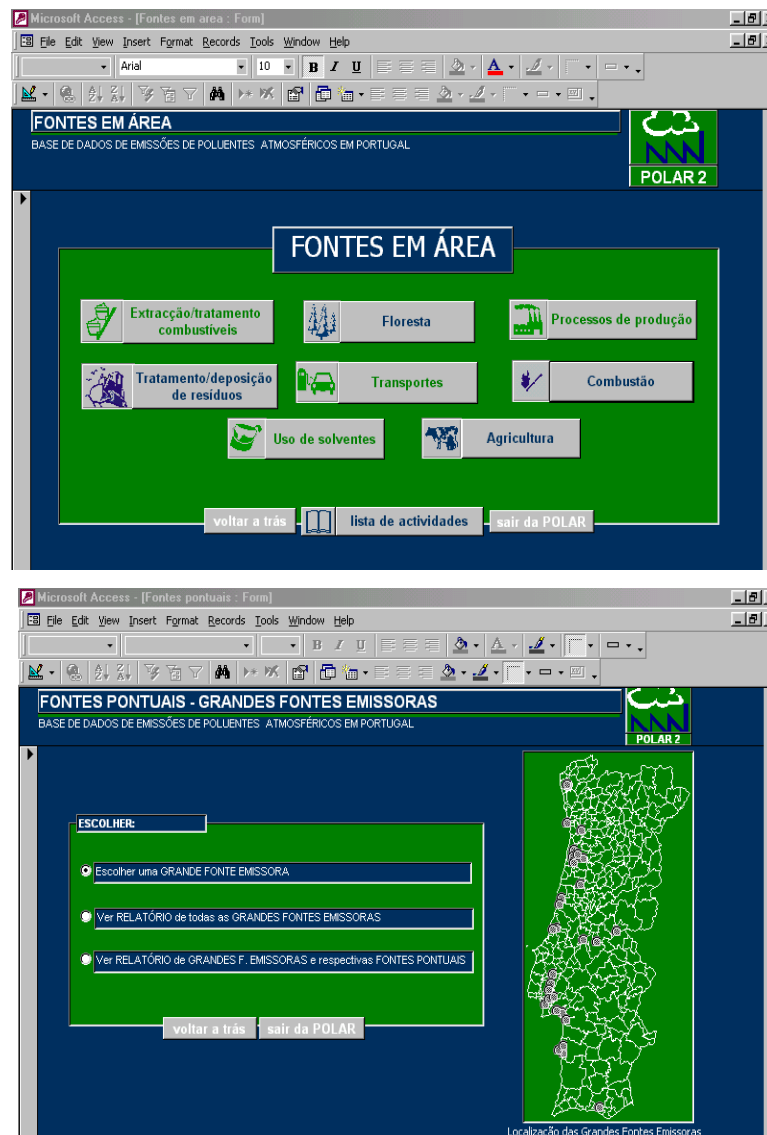 Microsoft Access - [Fontes em area : Form]
File Edit View Insert Format Records Tools Window Help
Arial 10 B I U A
FONTES EM ÁREA
BASE DE DADOS DE EMISSÕES DE POLUENTES ATMOSFÉRICOS EM PORTUGAL
POLAR 2
FONTES EM ÁREA
Extracção/tratamento
combustíveis
Floresta
Processos de produção
Tratamento/deposição
de resíduos
Transportes
Combustão
Uso de solventes
Agricultura
voltar a trás
lista de actividades
sair da POLAR
Microsoft Access - [Fontes pontuais : Form]
File Edit View Insert Format Records Tools Window Help
B I U A
FONTES PONTUAIS - GRANDES FONTES EMISSORAS
BASE DE DADOS DE EMISSÕES DE POLUENTES ATMOSFÉRICOS EM PORTUGAL
POLAR 2
ESCOLHER:
Escolher uma GRANDE FONTE EMISSORA
Ver RELATÓRIO de todas as GRANDES FONTES EMISSORAS
Ver RELATÓRIO de GRANDES F. EMISSORAS e respectivas FONTES PONTUAIS
voltar a trás
sair da POLAR
Localização das Grandes Fontes Emissoras